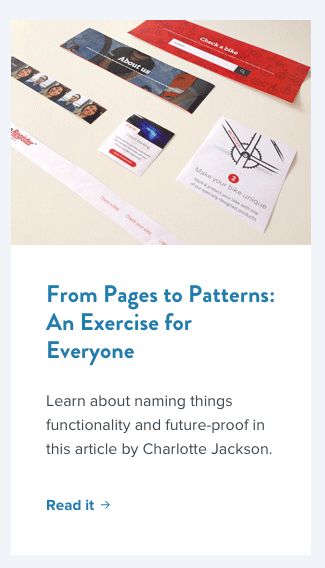 Check a bike
About us
Make your bike unique
From Pages to Patterns:
An Exercise for
Everyone
Learn about naming things
functionality and future-proof in
this article by Charlotte Jackson.
Read it →